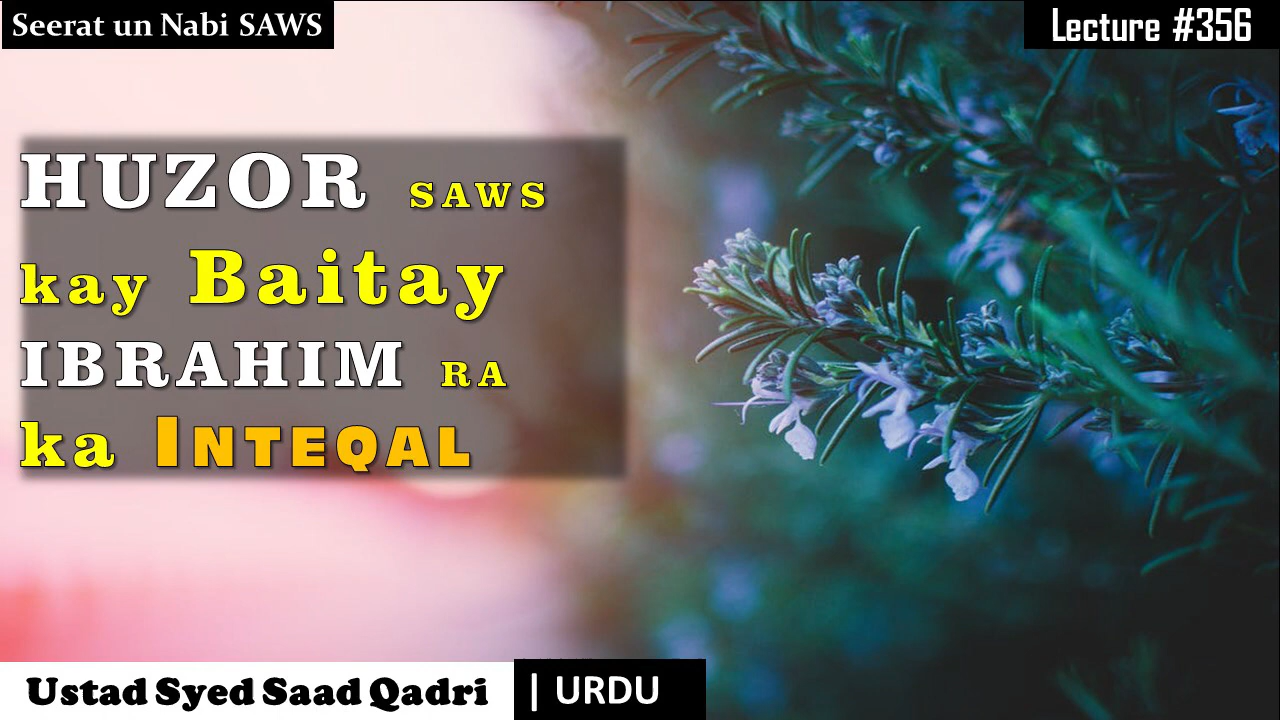 Seerat un Nabi SAWS
Lecture #356
HUZOR SAWS
kay Baitay
IBRAHIM RA
ka INTEQAL
Ustad Syed Saad Qadri | URDU